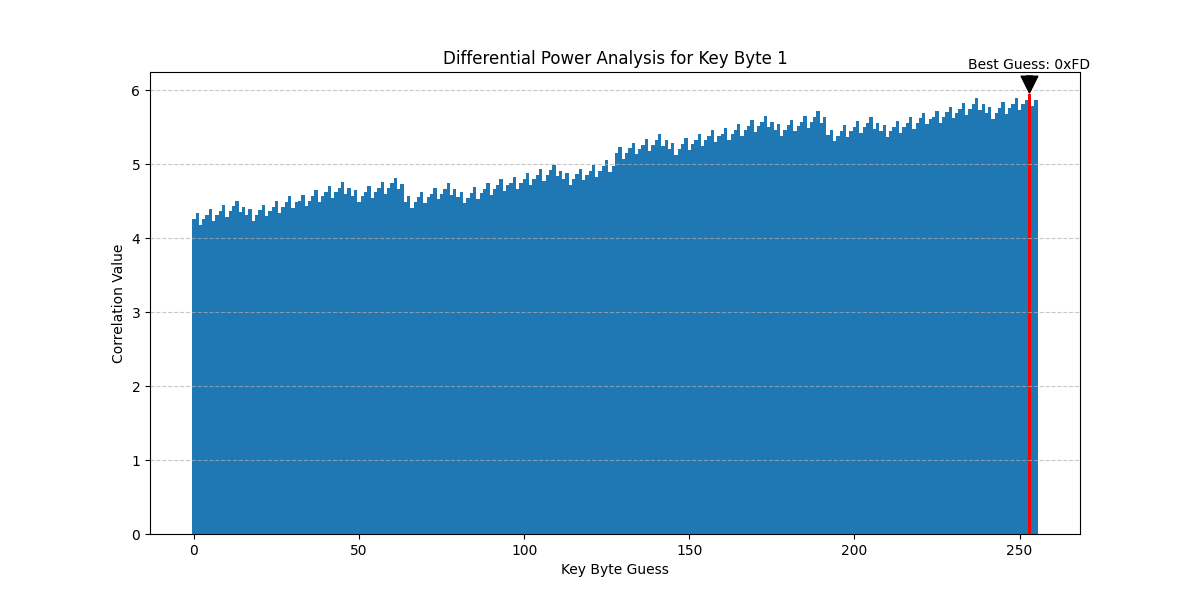 Differential Power Analysis for Key Byte 1
Best Guess: 0xFD
Correlation Value
6
5
4
3
2
1
0
0 50 100 150 200 250
Key Byte Guess